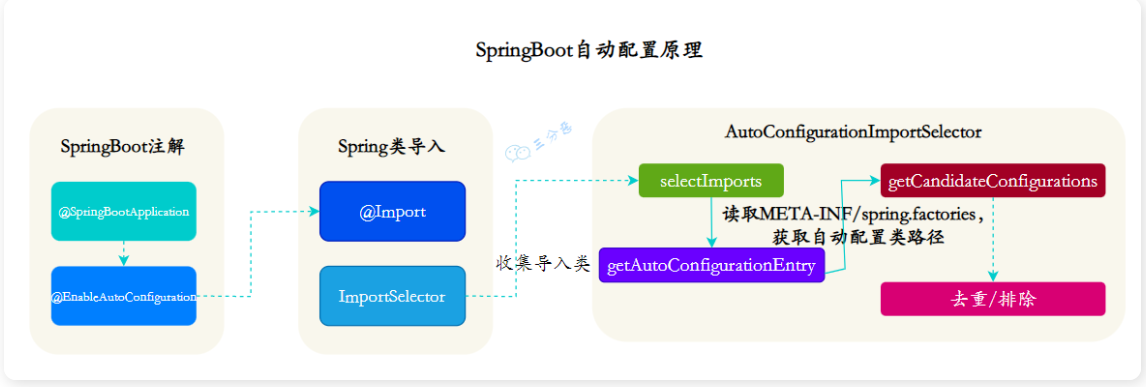 SpringBoot自动配置原理
SpringBoot注解
@SpringBootApplication
@EnableAutoConfiguration
Spring类导入
@Import
ImportSelector
三分恶
收集导入类
AutoConfigurationImportSelector
selectImports
getCandidateConfigurations
读取META-INF/spring.factories，
获取自动配置类路径
getAutoConfigurationEntry
去重/排除